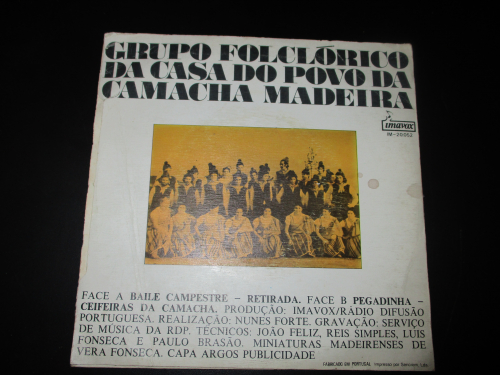 GRUPO FOLCLÓRICO
DA CASA DO POVO DA
CAMACHA MADEIRA
imavox
FACE A BAILE CAMPESTRE – RETIRADA. FACE B PEGADINHA –
CEIFEIRAS DA CAMACHA. PRODUÇÃO: IMAVOX/RÁDIO DIFUSÃO
PORTUGUESA. REALIZAÇÃO: NUNES FORTE. GRAVAÇÃO: SERVIÇO
DE MÚSICA DA RDP. TÉCNICOS: JOÃO FELIZ, REIS SIMPLES, LUIS
FONSECA E PAULO BRASÃO. MINIATURAS MADEIRENSES DE
VERA FONSECA. CAPA ARGOS PUBLICIDADE
FABRICADO EM PORTUGAL